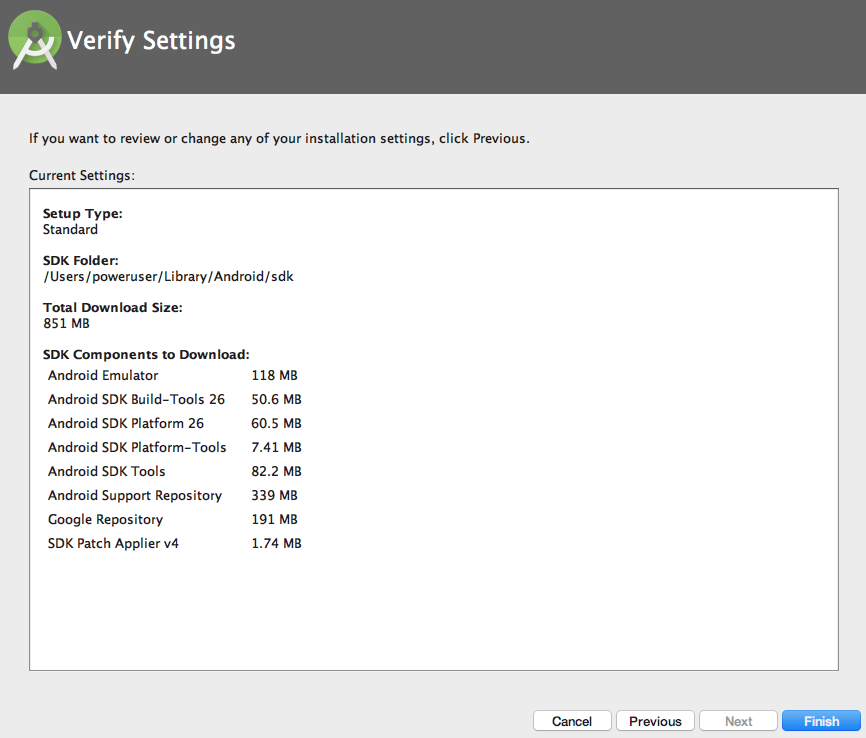 Verify Settings
If you want to review or change any of your installation settings, click Previous.
Current Settings:
Setup Type:
Standard
SDK Folder:
/Users/poweruser/Library/Android/sdk
Total Download Size:
851 MB
SDK Components to Download:
Android Emulator 118 MB
Android SDK Build-Tools 26 50.6 MB
Android SDK Platform 26 60.5 MB
Android SDK Platform-Tools 7.41 MB
Android SDK Tools 82.2 MB
Android Support Repository 339 MB
Google Repository 191 MB
SDK Patch Applier v4 1.74 MB
Cancel Previous Next Finish